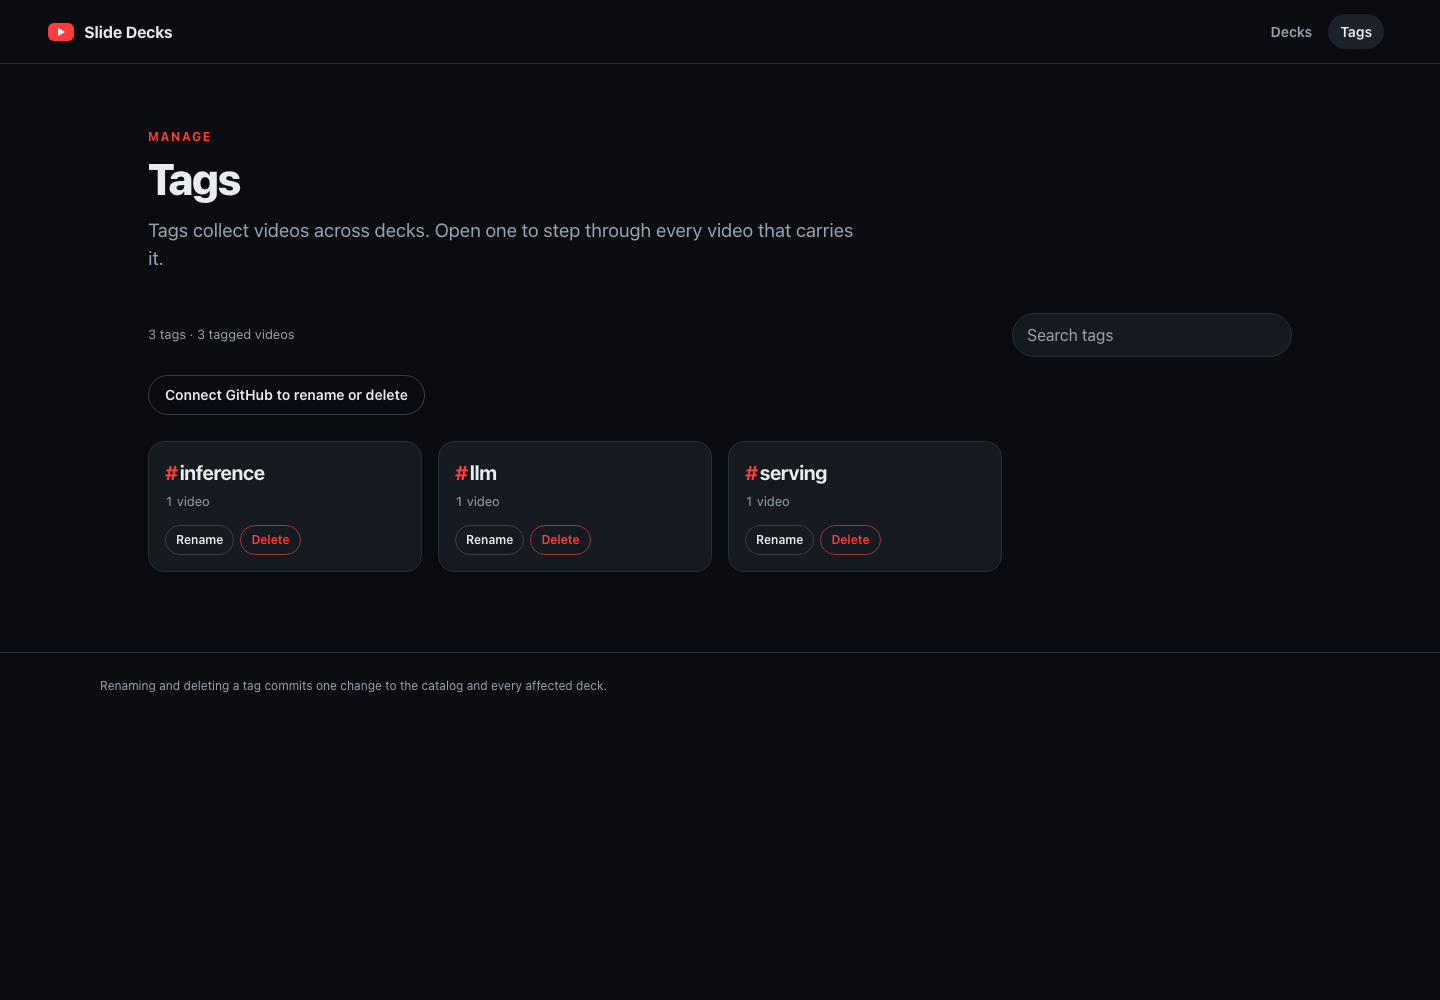 Slide Decks
Decks
Tags
MANAGE
Tags
Tags collect videos across decks. Open one to step through every video that carries
it.
3 tags · 3 tagged videos
Search tags
Connect GitHub to rename or delete
#inference
1 video
Rename
Delete
#llm
1 video
Rename
Delete
#serving
1 video
Rename
Delete
Renaming and deleting a tag commits one change to the catalog and every affected deck.